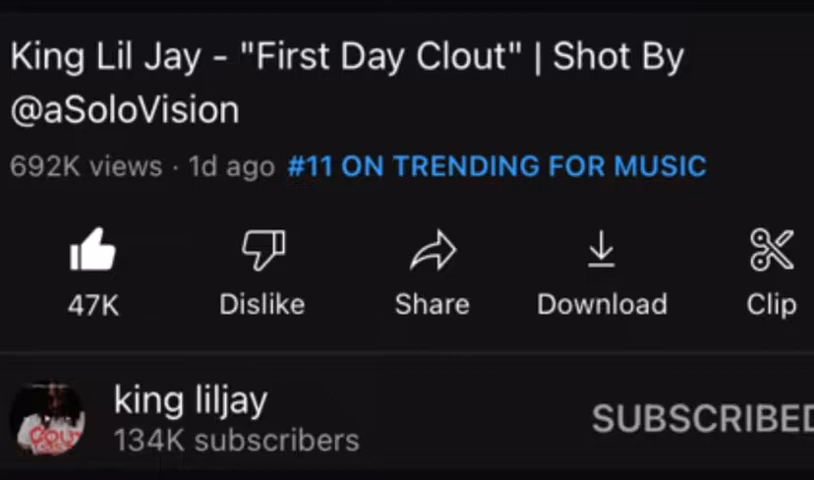 King Lil Jay - "First Day Clout" | Shot By
@aSoloVision
692K views · 1d ago #11 ON TRENDING FOR MUSIC
47K Dislike Share Download Clip
king liljay
134K subscribers
SUBSCRIBED